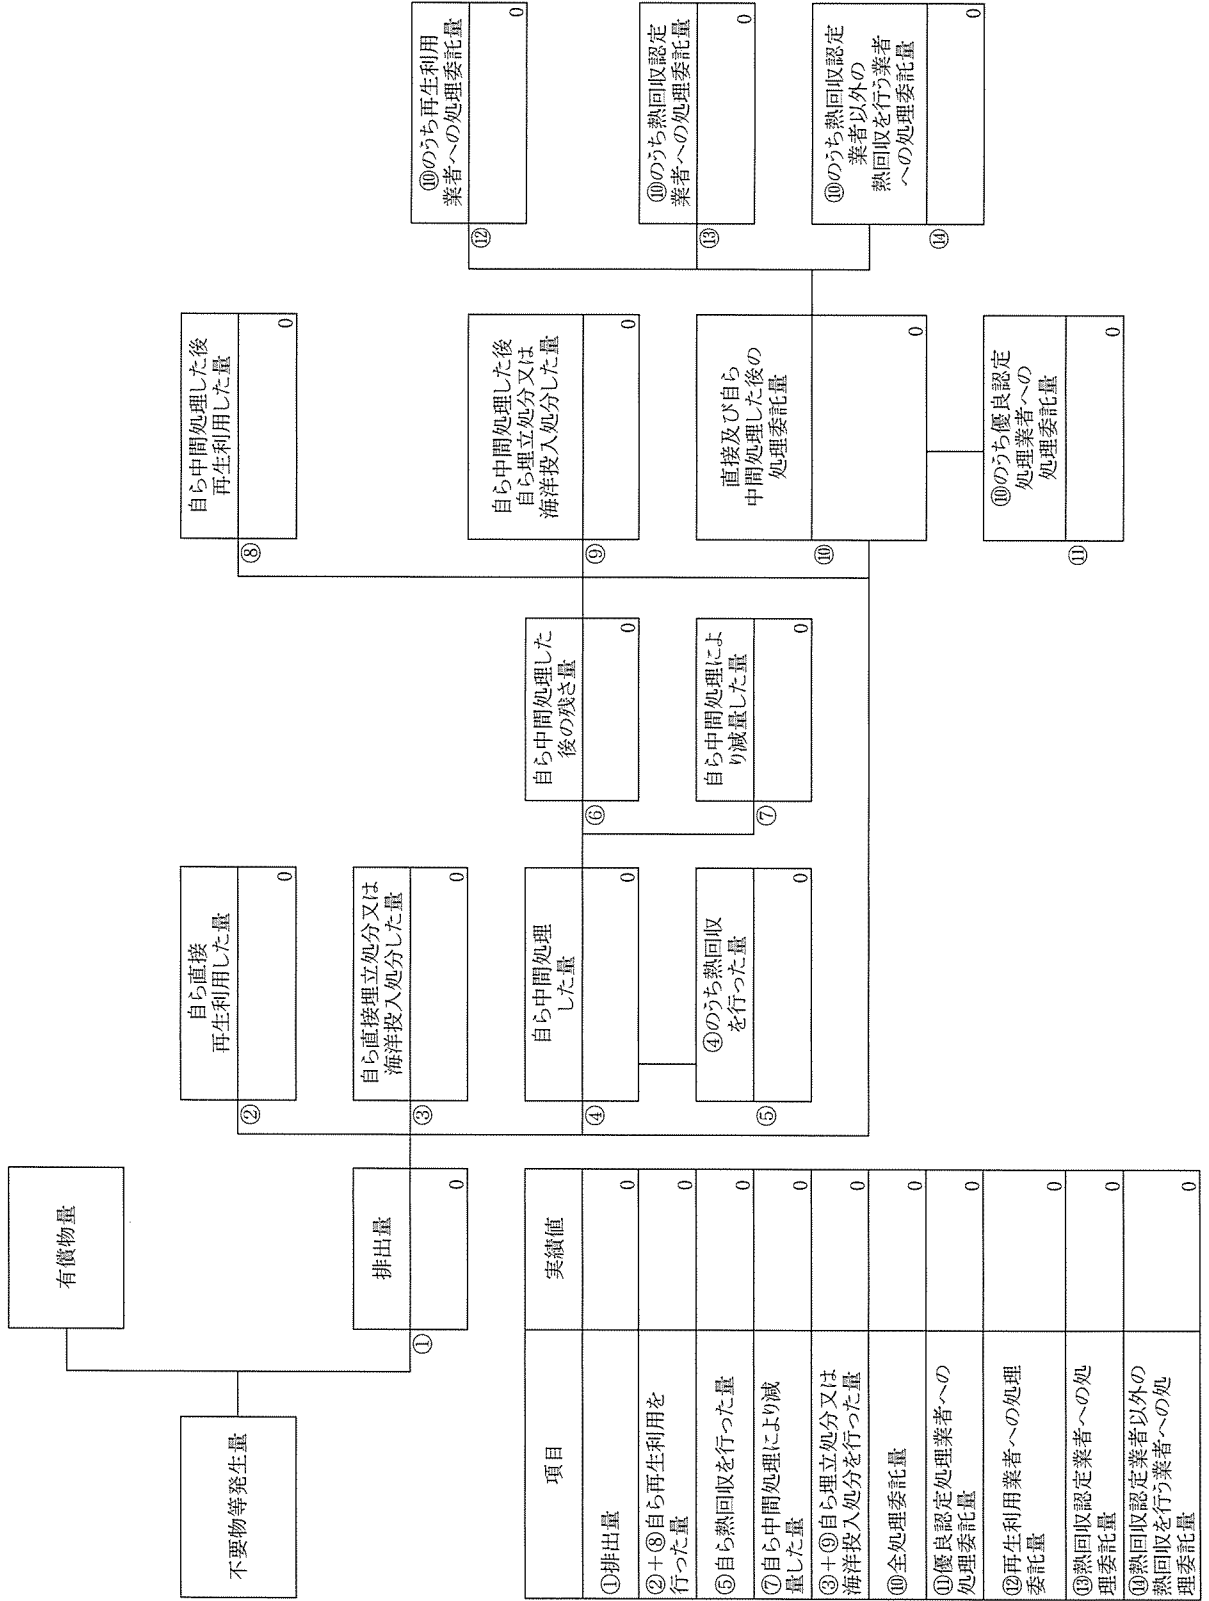 不要物等発生量
有償物量
①
排出量
0
②
自ら直接
再生利用した量
0
③
自ら直接埋立処分又は
海洋投入処分した量
0
④
自ら中間処理
した量
0
⑤
④のうち熱回収
を行った量
0
⑥
自ら中間処理した
後の残さ量
0
⑦
自ら中間処理によ
り減量した量
0
⑧
自ら中間処理した後
再生利用した量
0
⑨
自ら中間処理した後
自ら埋立処分又は
海洋投入処分した量
0
⑩
直接及び自ら
中間処理した後の
処理委託量
0
⑪
⑩のうち優良認定
処理業者への
処理委託量
0
⑫
⑩のうち再生利用
業者への処理委託量
0
⑬
⑩のうち熱回収認定
業者への処理委託量
0
⑭
⑩のうち熱回収認定
業者以外の
熱回収を行う業者
への処理委託量
0
項目
実績値
①排出量
0
②+⑧自ら再生利用を
行った量
0
⑤自ら熱回収を行った量
0
⑦自ら中間処理により減
量した量
0
③+⑨自ら埋立処分又は
海洋投入処分を行った量
0
⑩全処理委託量
0
⑪優良認定処理業者への
処理委託量
0
⑫再生利用業者への処理
委託量
0
⑬熱回収認定業者への処
理委託量
0
⑭熱回収認定業者以外の
熱回収を行う業者への処
理委託量
0